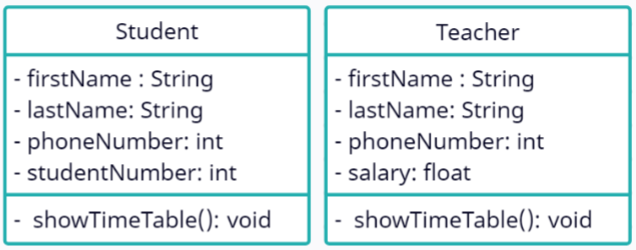 Student
- firstName : String
- lastName: String
- phoneNumber: int
- studentNumber: int
- showTimeTable(): void
Teacher
- firstName : String
- lastName: String
- phoneNumber: int
- salary: float
- showTimeTable(): void